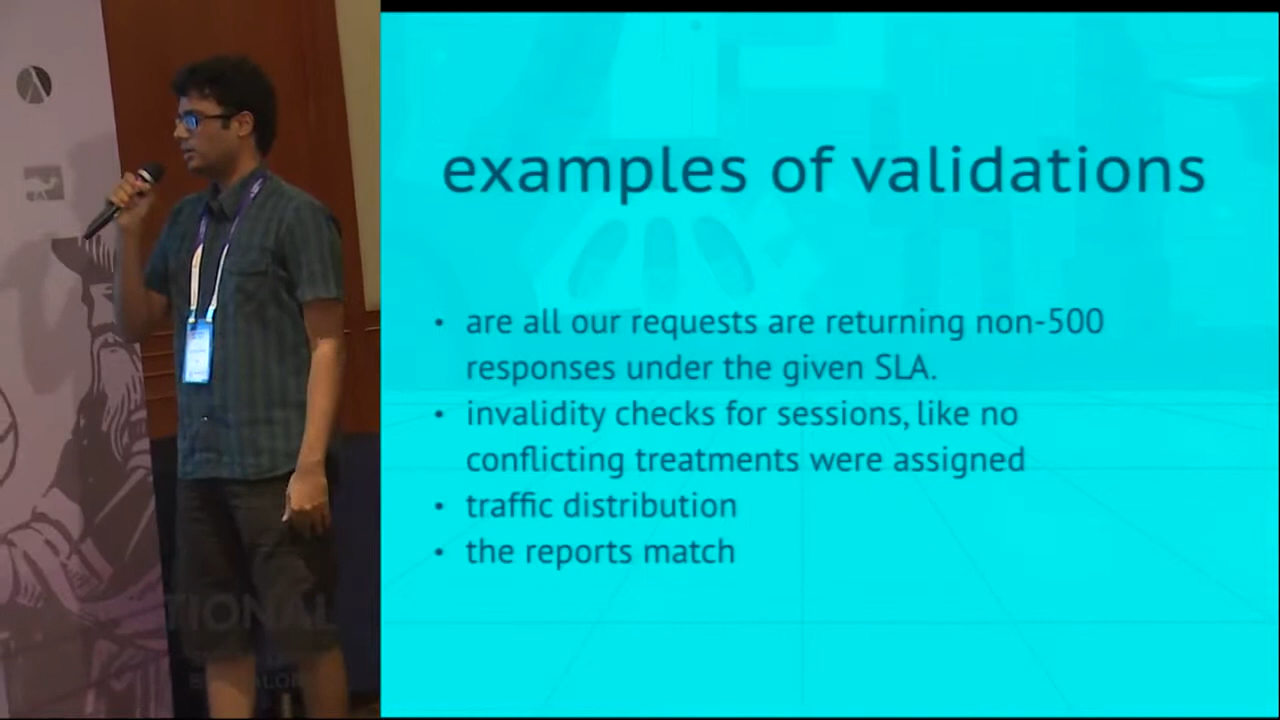 examples of validations
• are all our requests are returning non-500
responses under the given SLA.
• invalidity checks for sessions, like no
conflicting treatments were assigned
• traffic distribution
• the reports match
TIONAL